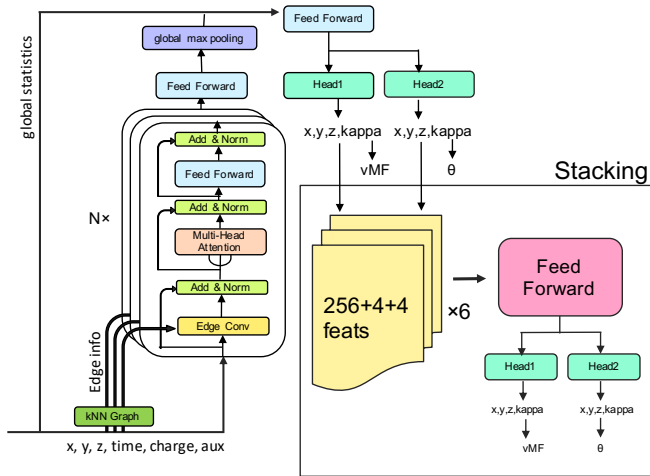 Feed Forward
global max pooling
global statistics
Feed Forward
Head1
Head2
x,y,z,kappa
x,y,z,kappa
vMF
θ
Add & Norm
Feed Forward
Add & Norm
N×
Multi-Head
Attention
Add & Norm
Edge Conv
Edge info
kNN Graph
x, y, z, time, charge, aux
Stacking
256+4+4
feats
×6
Feed
Forward
Head1
Head2
x,y,z,kappa
x,y,z,kappa
vMF
θ